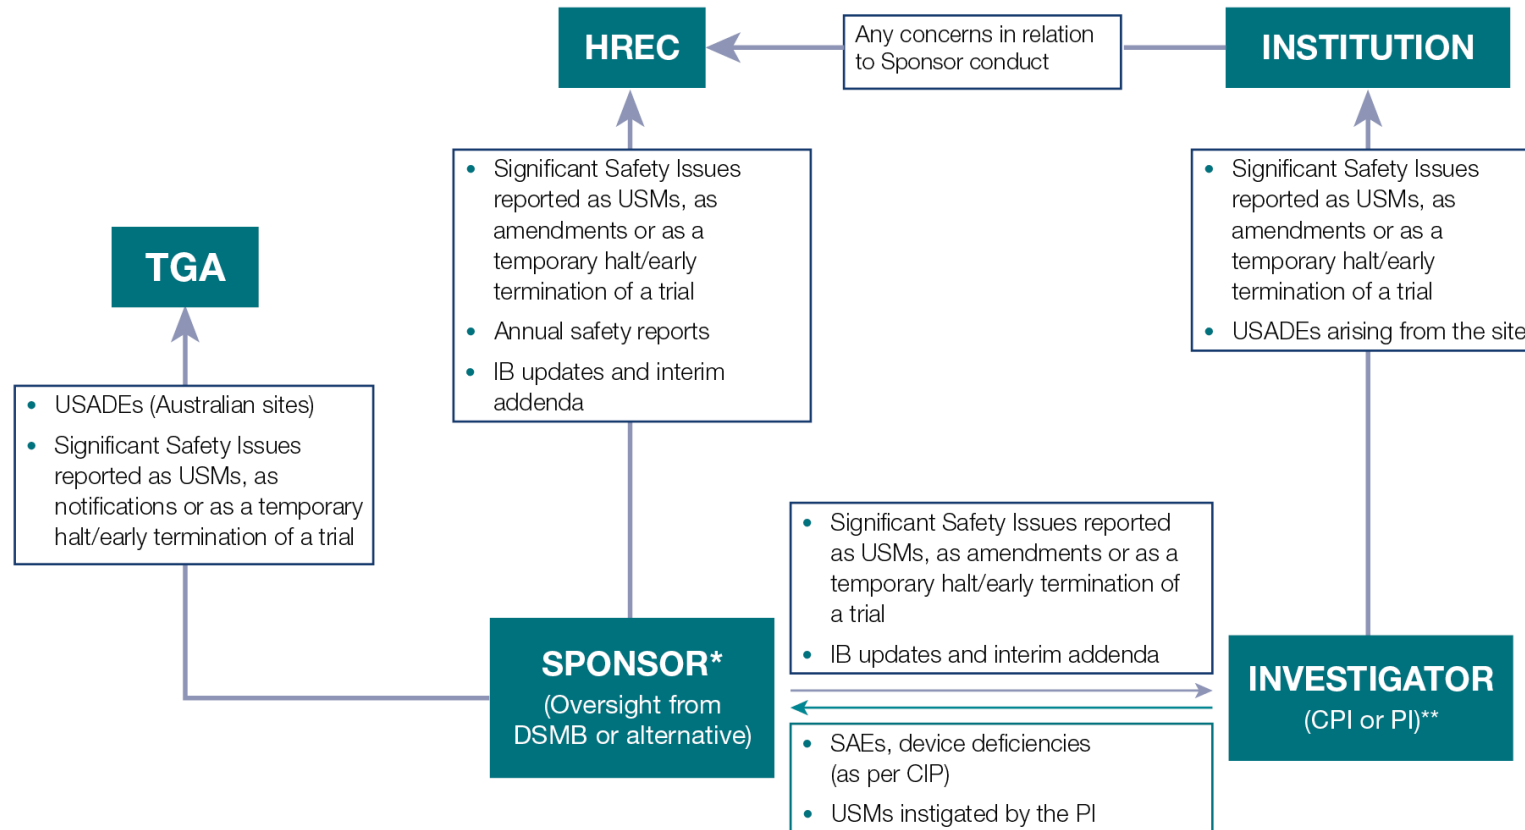 HREC
Any concerns in relation
to Sponsor conduct
INSTITUTION
• Significant Safety Issues
reported as USMs, as
amendments or as a
temporary halt/early
termination of a trial
• Annual safety reports
• IB updates and interim
addenda
• Significant Safety Issues
reported as USMs, as
amendments or as a
temporary halt/early
termination of a trial
• USADEs arising from the site
TGA
• USADEs (Australian sites)
• Significant Safety Issues
reported as USMs, as
notifications or as a temporary
halt/early termination of a trial
• Significant Safety Issues reported
as USMs, as amendments or as a
temporary halt/early termination of
a trial
• IB updates and interim addenda
SPONSOR*
(Oversight from
DSMB or alternative)
INVESTIGATOR
(CPI or PI)**
• SAEs, device deficiencies
(as per CIP)
• USMs instigated by the PI